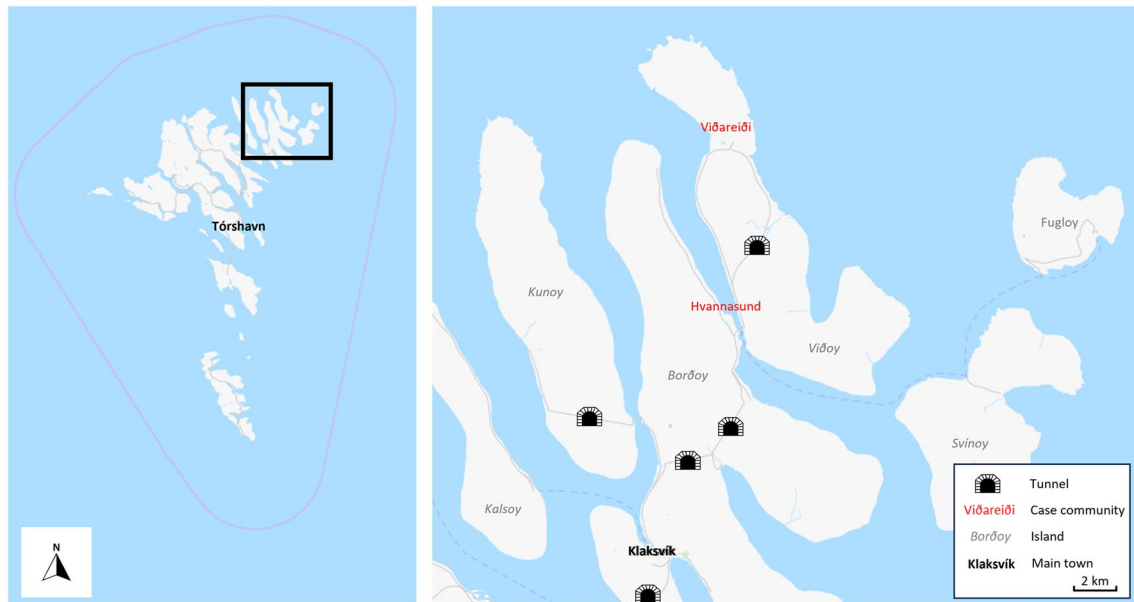 Tórshavn
N
Viðareiði
Fugloy
Kunoy
Hvannasund
Viðoy
Borðoy
Svínoy
Kalsoy
Klaksvík
Tunnel
Viðareiði Case community
Borðoy Island
Klaksvík Main town
2 km